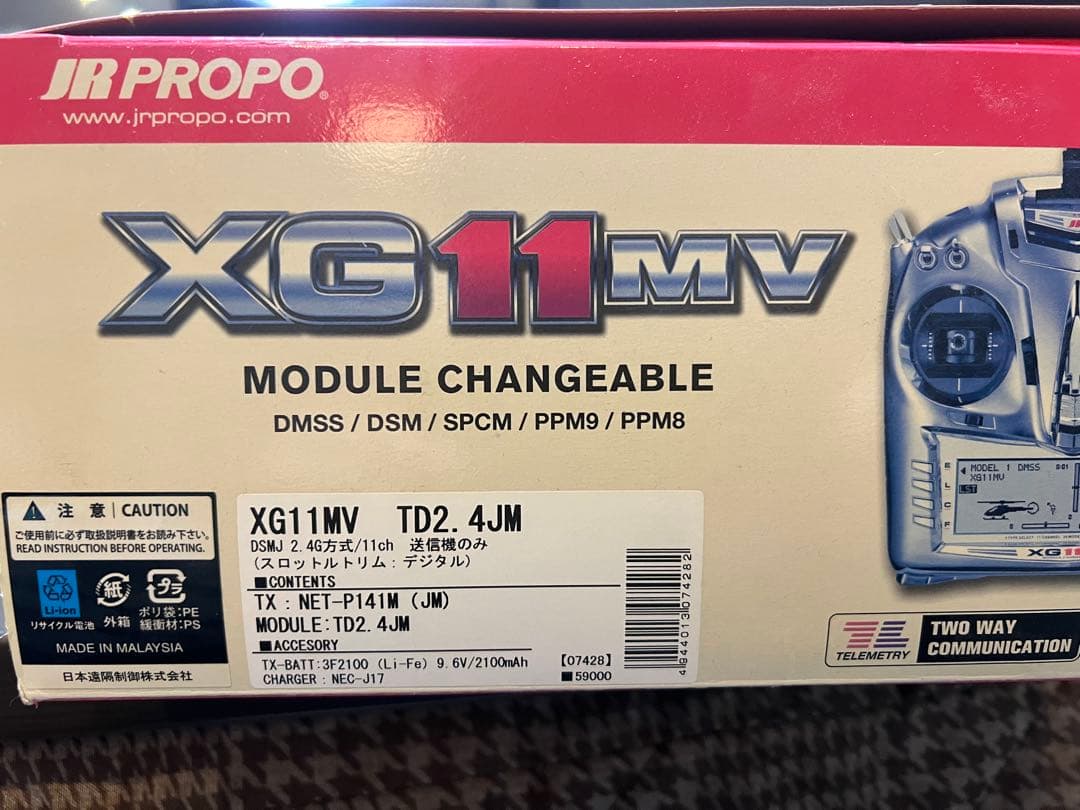 JR PROPO®
www.jrpropo.com
XG11MV
MODULE CHANGEABLE
DMSS / DSM / SPCM / PPM9 / PPM8
MODEL 1 DMSS
XG11MV
LST
注 意 | CAUTION
ご使用前に必ず取扱説明書をお読み下さい。
READ INSTRUCTION BEFORE OPERATING.
Li-ion
リサイクル電池
紙
外箱
プラ
ポリ袋:PE
緩衝材:PS
MADE IN MALAYSIA
日本遠隔制御株式会社
XG11MV TD2.4JM
DSMJ 2.4G方式/11ch 送信機のみ
(スロットルトリム:デジタル)
■CONTENTS
TX : NET-P141M (JM)
MODULE:TD2.4JM
■ACCESORY
TX-BATT:3F2100 (Li-Fe) 9.6V/2100mAh
CHARGER : NEC-J17
【07428】
■59000
4944013074282
TELEMETRY
TWO WAY
COMMUNICATION